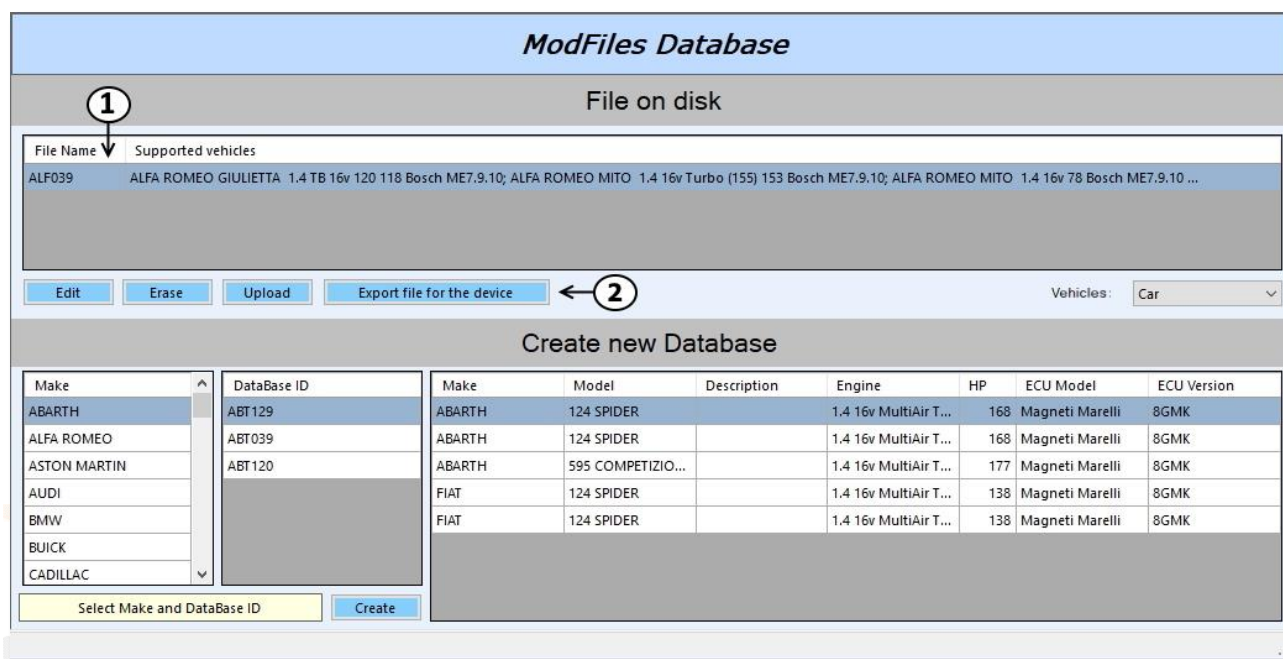 ModFiles Database
File on disk
1
File Name Supported vehicles
ALF039 ALFA ROMEO GIULIETTA 1.4 TB 16v 120 118 Bosch ME7.9.10; ALFA ROMEO MITO 1.4 16v Turbo (155) 153 Bosch ME7.9.10; ALFA ROMEO MITO 1.4 16v 78 Bosch ME7.9.10 ...
Edit Erase Upload Export file for the device 2 Vehicles: Car
Create new Database
Make DataBase ID Make Model Description Engine HP ECU Model ECU Version
ABARTH ABT129 ABARTH 124 SPIDER 1.4 16v MultiAir T... 168 Magneti Marelli 8GMK
ALFA ROMEO ABT039 ABARTH 124 SPIDER 1.4 16v MultiAir T... 168 Magneti Marelli 8GMK
ASTON MARTIN ABT120 ABARTH 595 COMPETIZIO... 1.4 16v MultiAir T... 177 Magneti Marelli 8GMK
AUDI FIAT 124 SPIDER 1.4 16v MultiAir T... 138 Magneti Marelli 8GMK
BMW FIAT 124 SPIDER 1.4 16v MultiAir T... 138 Magneti Marelli 8GMK
BUICK
CADILLAC
Select Make and DataBase ID Create